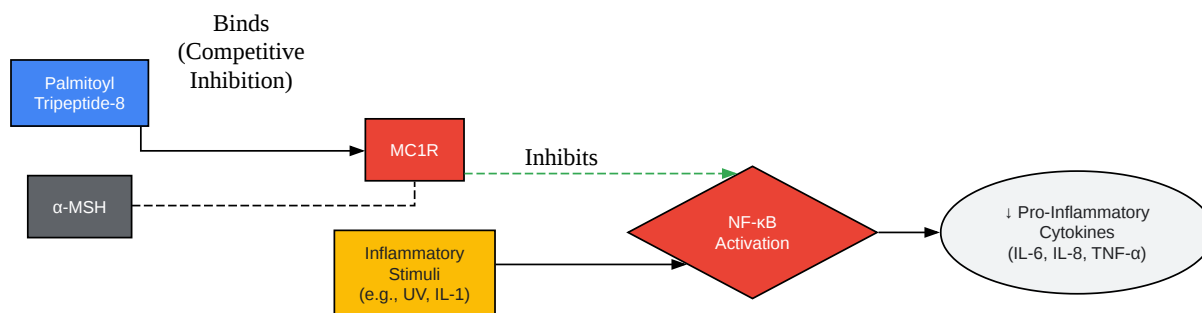 Binds
(Competitive
Inhibition)
Palmitoyl
Tripeptide-8
MC1R
Inhibits
α-MSH
NF-κB
Activation
↓ Pro-Inflammatory
Cytokines
(IL-6, IL-8, TNF-α)
Inflammatory
Stimuli
(e.g., UV, IL-1)